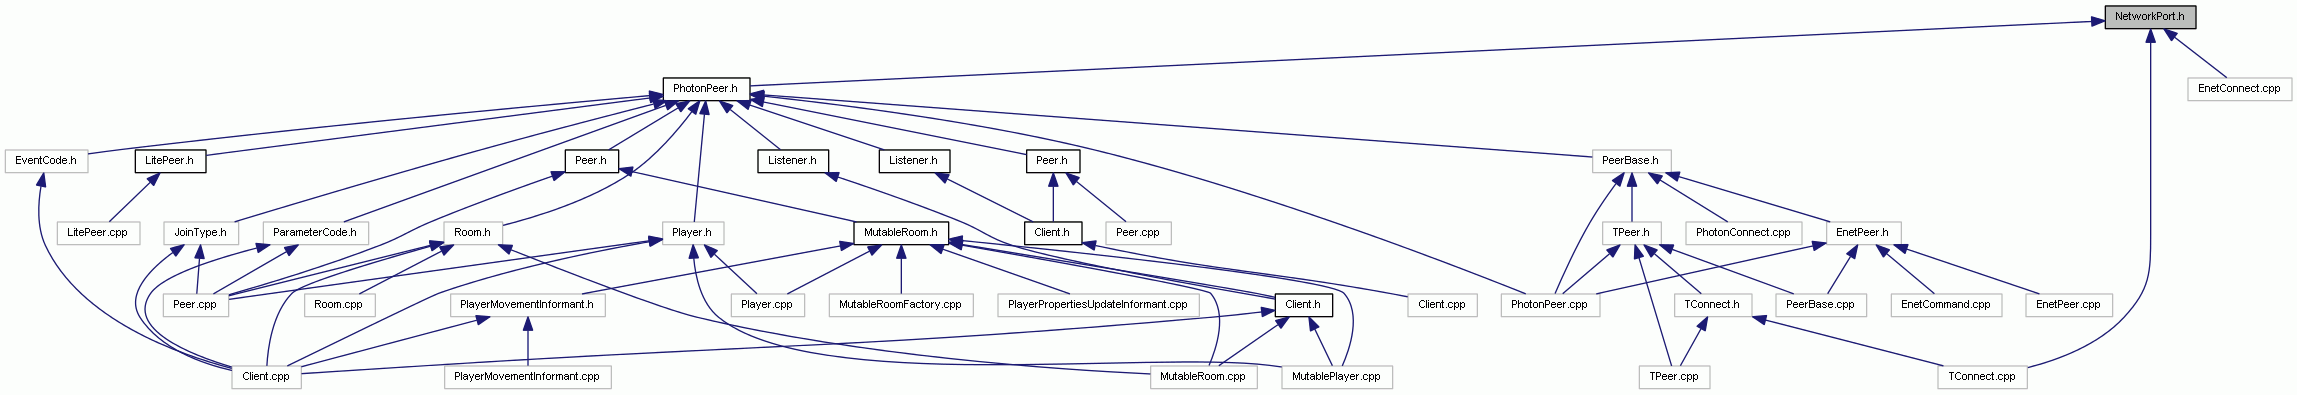 NetworkPort.h
PhotonPeer.h
EnetConnect.cpp
EventCode.h
LitePeer.h
Peer.h
Listener.h
Listener.h
Peer.h
PeerBase.h
LitePeer.cpp
JoinType.h
ParameterCode.h
Room.h
Player.h
MutableRoom.h
Client.h
Peer.cpp
TPeer.h
PhotonConnect.cpp
EnetPeer.h
Peer.cpp
Room.cpp
PlayerMovementInformant.h
Player.cpp
MutableRoomFactory.cpp
PlayerPropertiesUpdateInformant.cpp
Client.h
Client.cpp
PhotonPeer.cpp
TConnect.h
PeerBase.cpp
EnetCommand.cpp
EnetPeer.cpp
Client.cpp
PlayerMovementInformant.cpp
MutableRoom.cpp
MutablePlayer.cpp
TPeer.cpp
TConnect.cpp